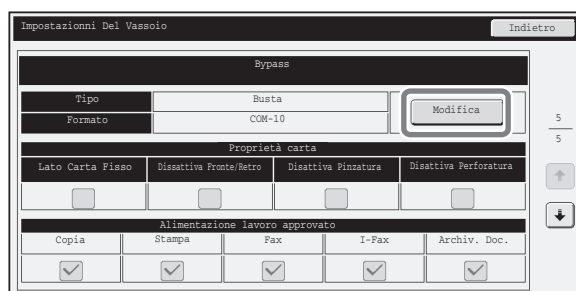 Impostazionni Del Vassoio
Indietro
Bypass
Tipo Busta
Modifica
Formato COM-10
5
5
Proprietà carta
Lato Carta Fisso Dissattiva Fronte/Retro Disattiva Pinzatura Disattiva Perforatura
Alimentazione lavoro approvato
Copia Stampa Fax I-Fax Archiv. Doc.